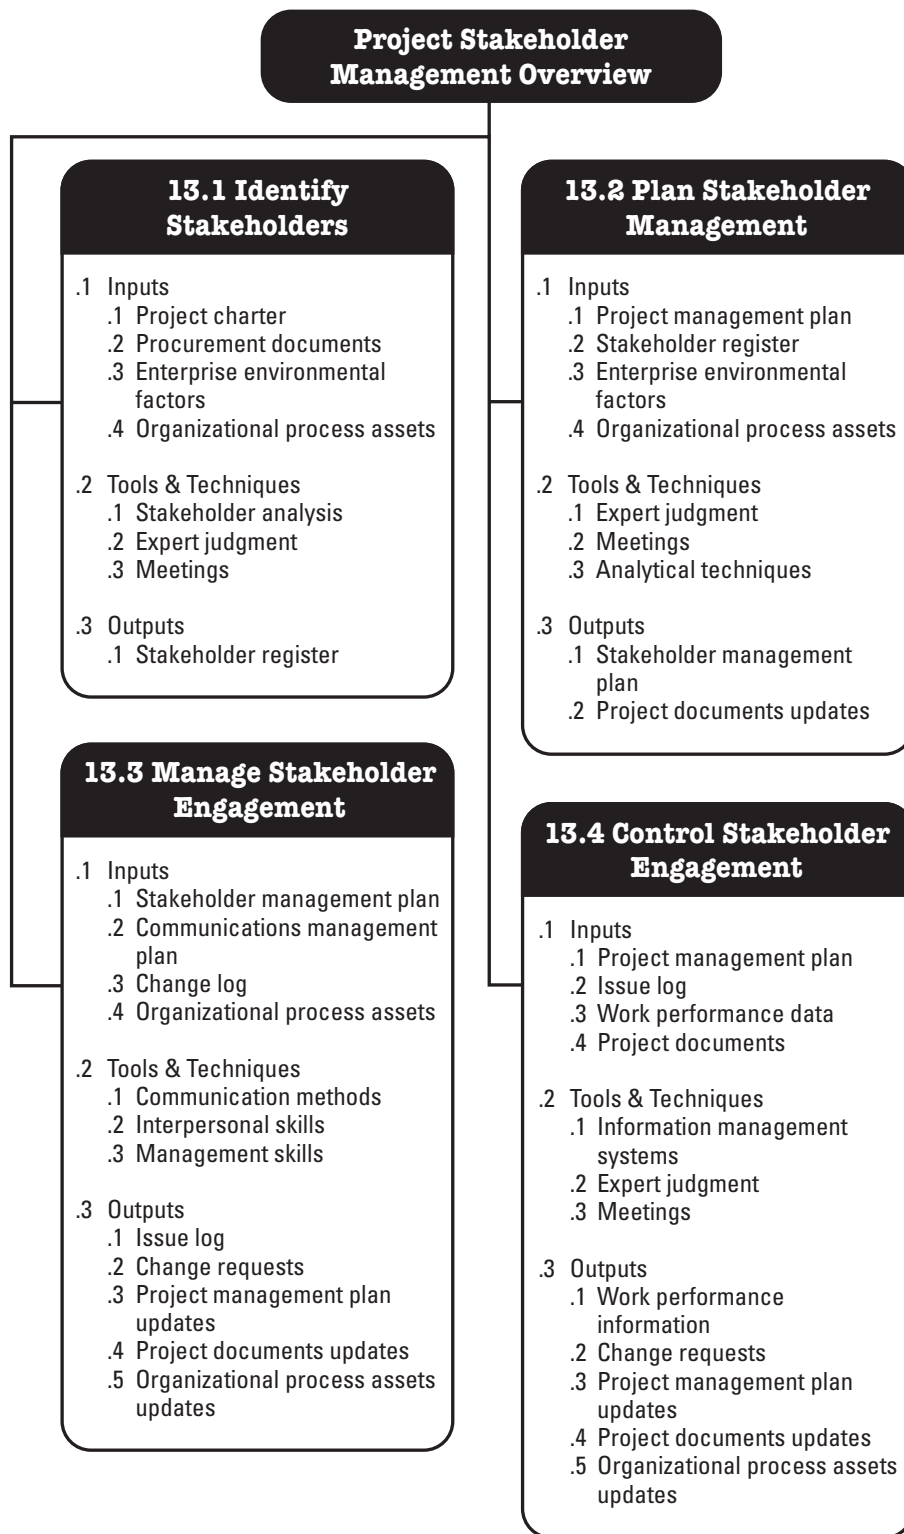 Project Stakeholder
Management Overview
13.1 Identify
Stakeholders
.1 Inputs
.1 Project charter
.2 Procurement documents
.3 Enterprise environmental
factors
.4 Organizational process assets
.2 Tools & Techniques
.1 Stakeholder analysis
.2 Expert judgment
.3 Meetings
.3 Outputs
.1 Stakeholder register
13.2 Plan Stakeholder
Management
.1 Inputs
.1 Project management plan
.2 Stakeholder register
.3 Enterprise environmental
factors
.4 Organizational process assets
.2 Tools & Techniques
.1 Expert judgment
.2 Meetings
.3 Analytical techniques
.3 Outputs
.1 Stakeholder management
plan
.2 Project documents updates
13.3 Manage Stakeholder
Engagement
.1 Inputs
.1 Stakeholder management plan
.2 Communications management
plan
.3 Change log
.4 Organizational process assets
.2 Tools & Techniques
.1 Communication methods
.2 Interpersonal skills
.3 Management skills
.3 Outputs
.1 Issue log
.2 Change requests
.3 Project management plan
updates
.4 Project documents updates
.5 Organizational process assets
updates
13.4 Control Stakeholder
Engagement
.1 Inputs
.1 Project management plan
.2 Issue log
.3 Work performance data
.4 Project documents
.2 Tools & Techniques
.1 Information management
systems
.2 Expert judgment
.3 Meetings
.3 Outputs
.1 Work performance
information
.2 Change requests
.3 Project management plan
updates
.4 Project documents updates
.5 Organizational process assets
updates